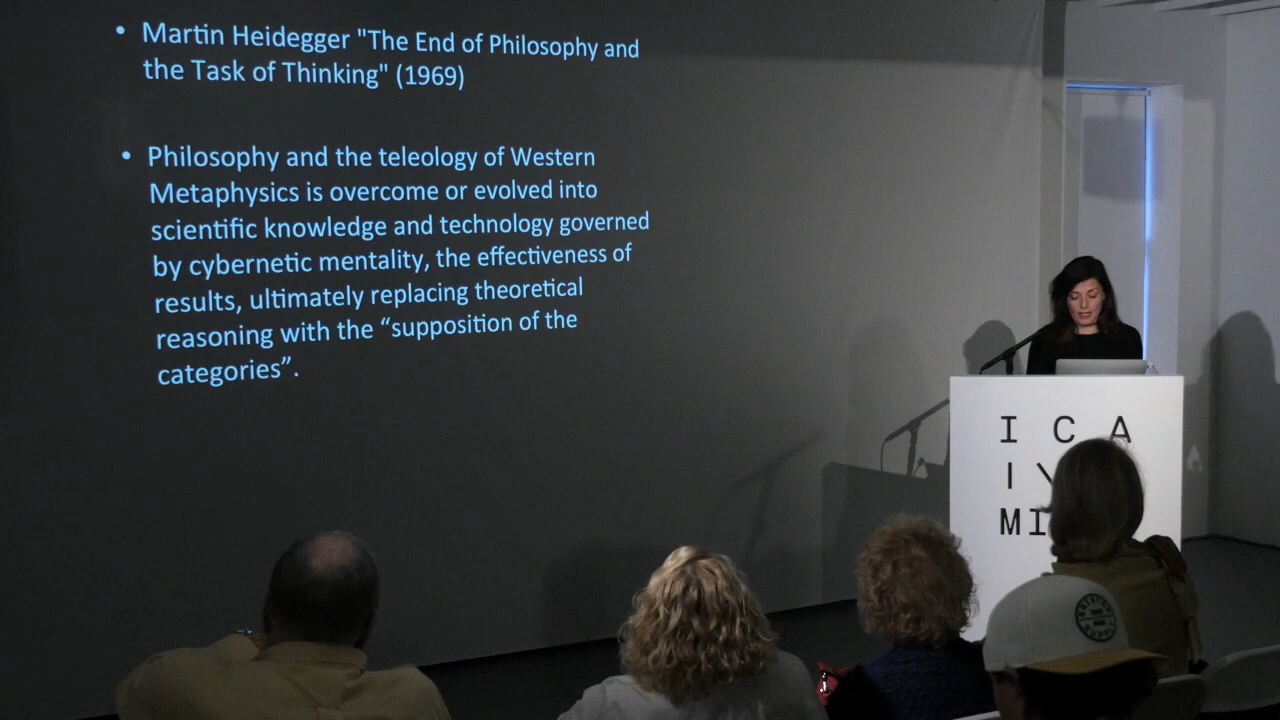 • Martin Heidegger "The End of Philosophy and
the Task of Thinking" (1969)
• Philosophy and the teleology of Western
Metaphysics is overcome or evolved into
scientific knowledge and technology governed
by cybernetic mentality, the effectiveness of
results, ultimately replacing theoretical
reasoning with the “supposition of the
categories”.
I C A
MI
BRIXTON
SUPPLY